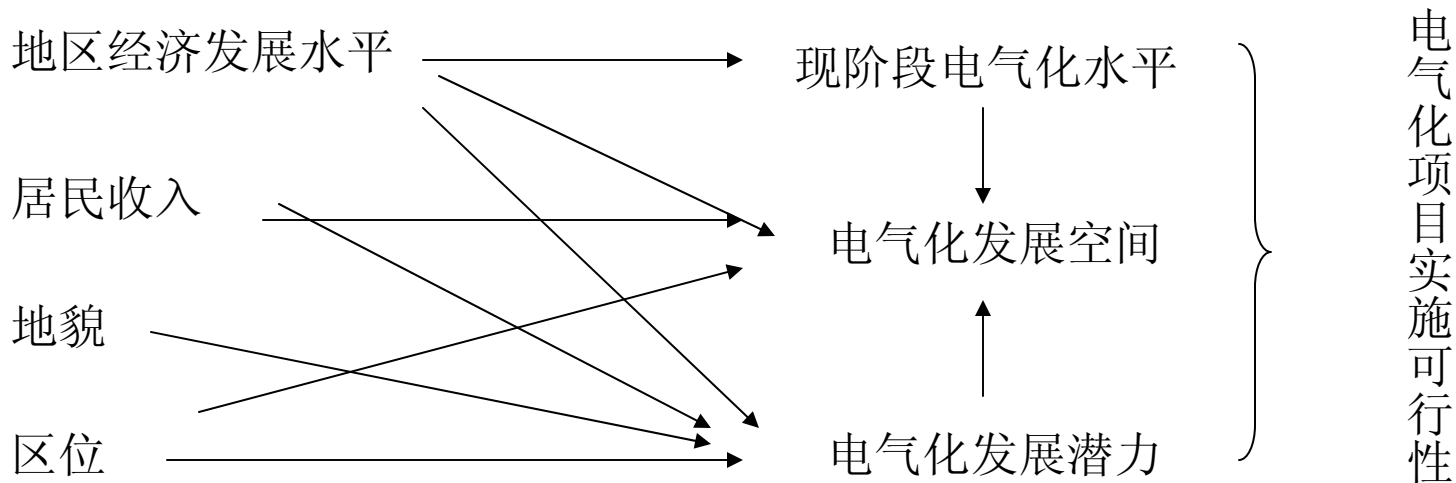 地区经济发展水平
居民收入
地貌
区位
现阶段电气化水平
电气化发展空间
电气化发展潜力
电气化项目实施可行性